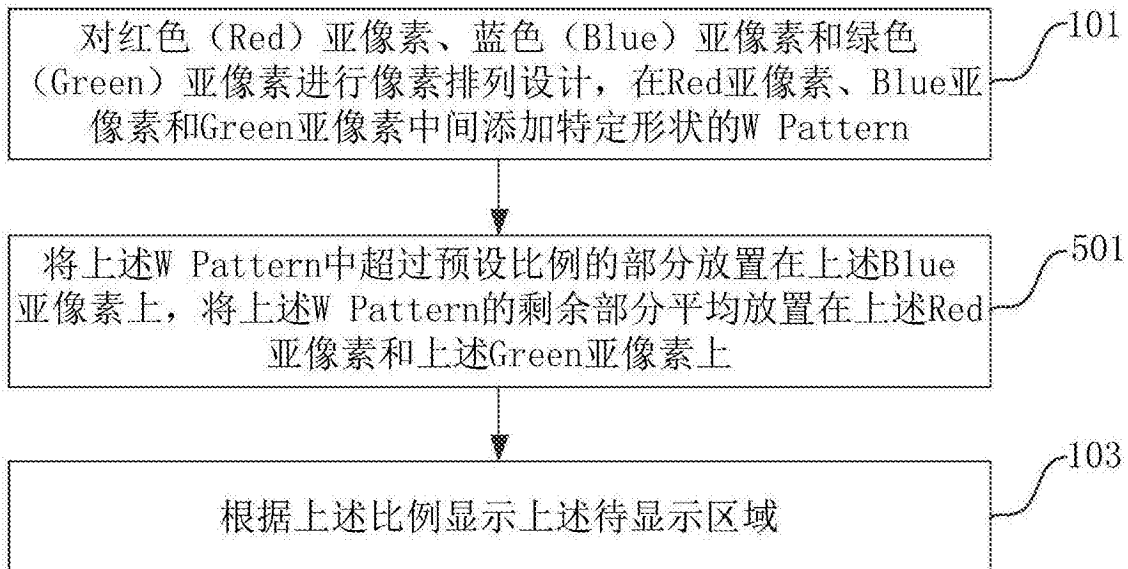 对红色（Red）亚像素、蓝色（Blue）亚像素和绿色
（Green）亚像素进行像素排列设计，在Red亚像素、Blue亚
像素和Green亚像素中间添加特定形状的W Pattern
101
将上述W Pattern中超过预设比例的部分放置在上述Blue
亚像素上，将上述W Pattern的剩余部分平均放置在上述Red
亚像素和上述Green亚像素上
501
根据上述比例显示上述待显示区域
103